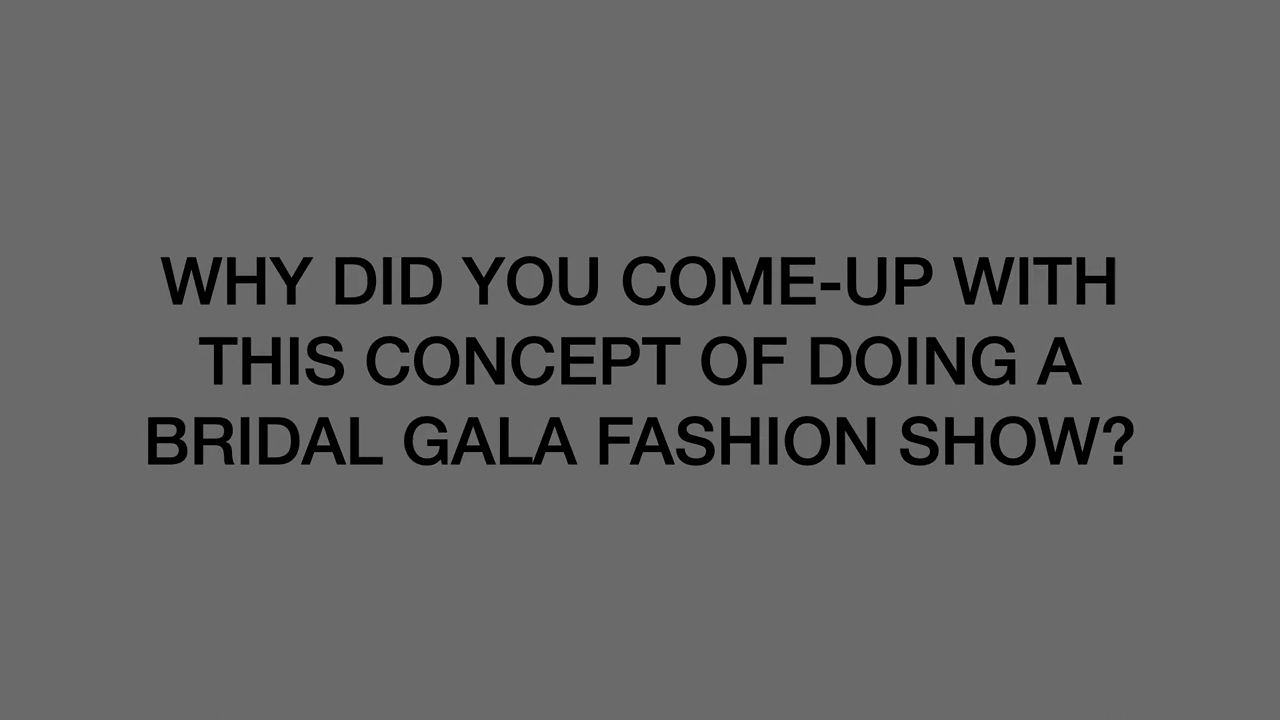 WHY DID YOU COME-UP WITH
THIS CONCEPT OF DOING A
BRIDAL GALA FASHION SHOW?